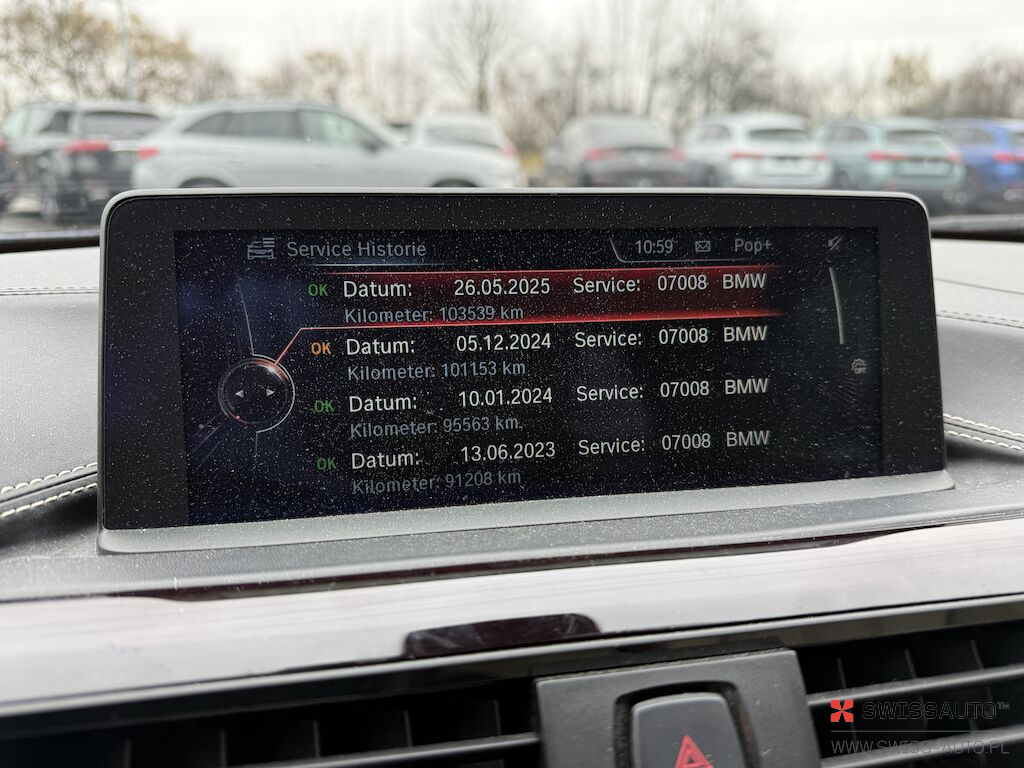 Service Historie 10:59 Pop+
OK Datum: 26.05.2025 Service: 07008 BMW
Kilometer: 103539 km
OK Datum: 05.12.2024 Service: 07008 BMW
Kilometer: 101153 km
OK Datum: 10.01.2024 Service: 07008 BMW
Kilometer: 95563 km.
OK Datum: 13.06.2023 Service: 07008 BMW
Kilometer: 91208 km
SWISSAUTO™
WWW.SWISS-AUTO.PL